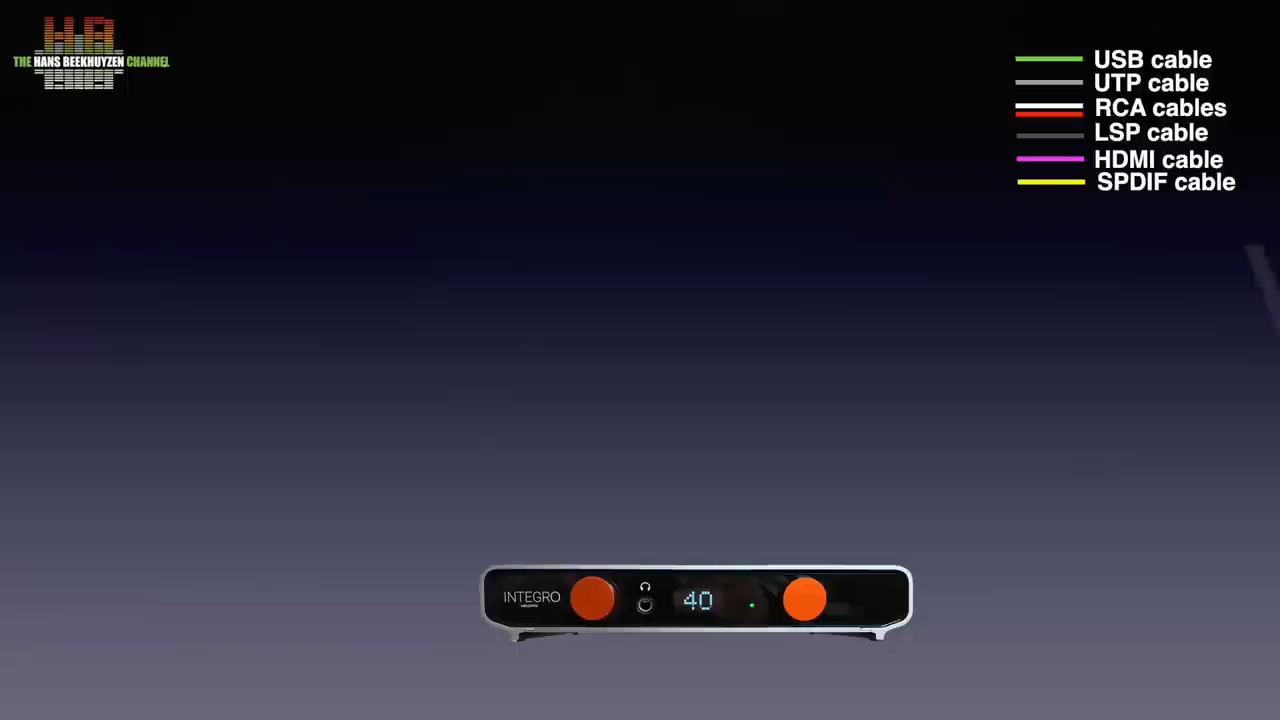 THE HANS BEEKHUYZEN CHANNEL
USB cable
UTP cable
RCA cables
LSP cable
HDMI cable
SPDIF cable
INTEGRO
40